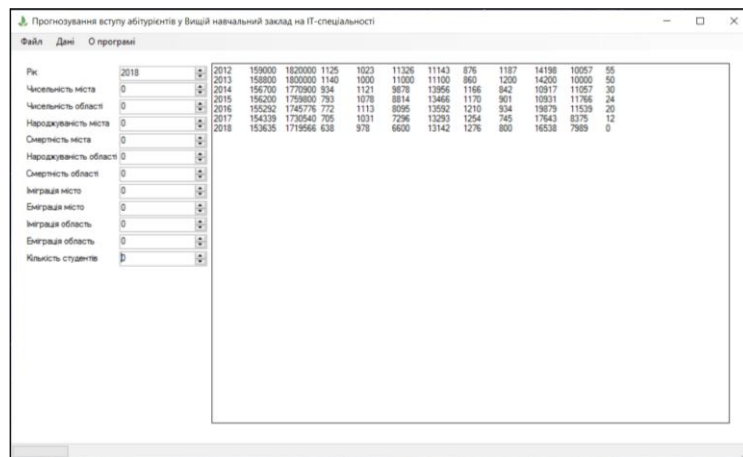 Прогнозування вступу абітурієнтів у Вищій навчальний заклад на ІТ-спеціальності
Файл Дані О програмі
Рік 2018
Чисельність міста 0
Чисельність області 0
Народжуваність міста 0
Смертність міста 0
Народжуваність області 0
Смертність області 0
Імміграція місто 0
Еміграція місто 0
Імміграція область 0
Еміграція область 0
Кількість студентів 0
2012 159000 1820000 1125 1023 11326 11143 876 1187 14198 10057 55
2013 158800 1800000 1140 1000 11000 11100 860 1200 14200 10000 50
2014 156700 1770900 934 1121 9878 13956 1166 842 10917 11057 30
2015 156200 1759800 793 1078 8814 13466 1170 901 10931 11766 24
2016 155292 1745776 772 1113 8095 13592 1210 934 19879 11539 20
2017 154339 1730540 705 1031 7296 13293 1254 745 17643 8375 12
2018 153635 1719566 638 978 6600 13142 1276 800 16538 7989 0